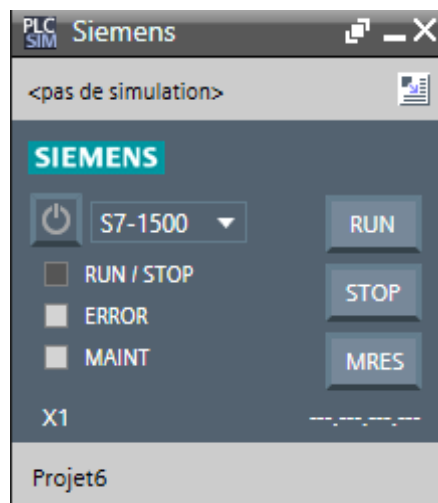 PLC SIM Siemens
<pas de simulation>
SIEMENS
S7-1500 RUN
RUN / STOP
STOP
ERROR
MAINT MRES
X1 ---.---.---.---
Projet6